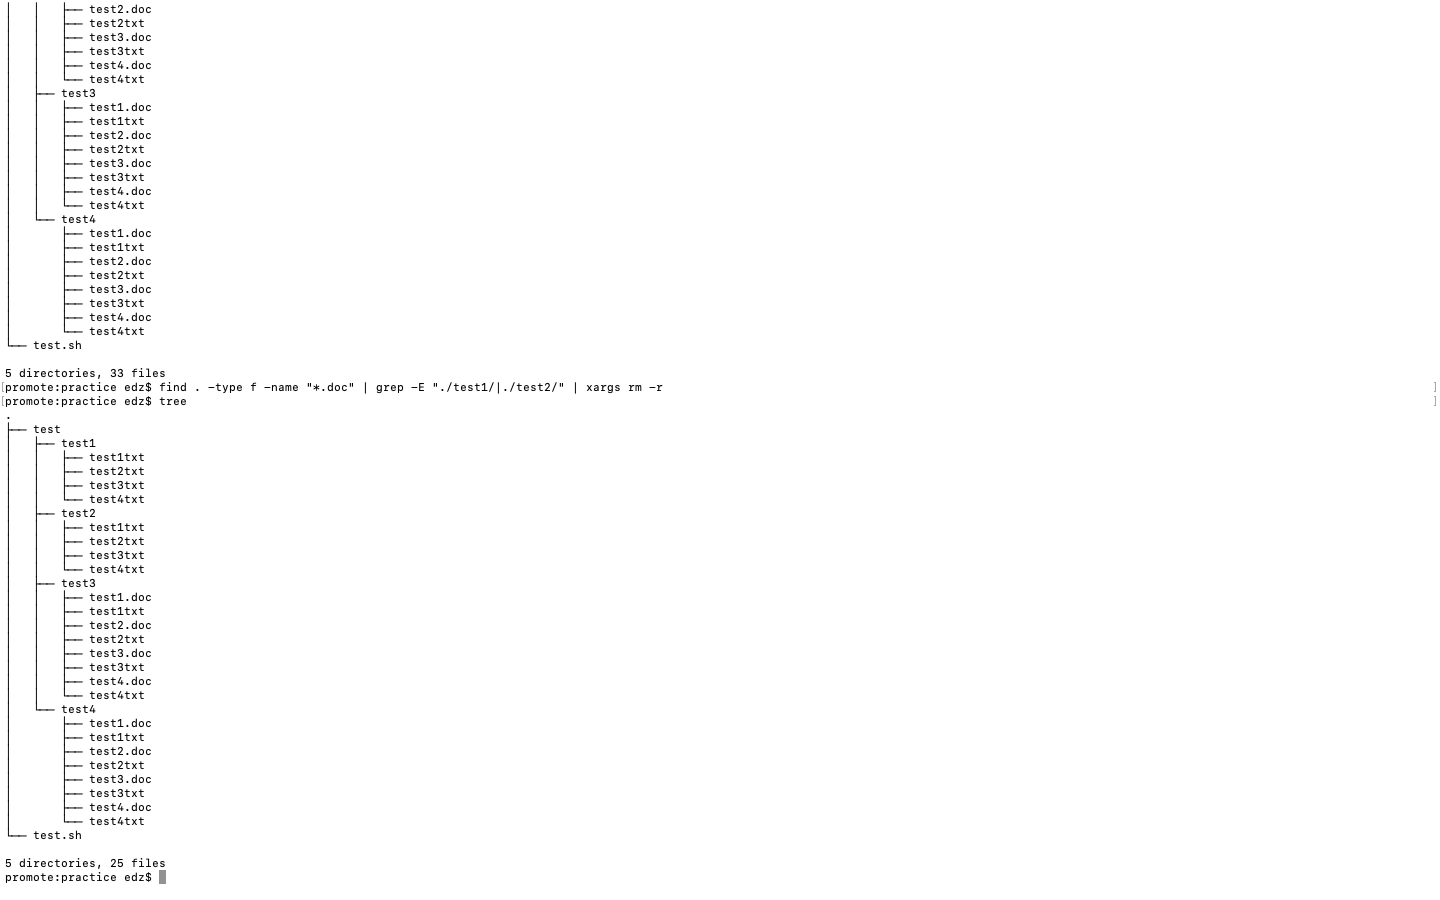 │   │   ├── test2.doc
│   │   ├── test2txt
│   │   ├── test3.doc
│   │   ├── test3txt
│   │   ├── test4.doc
│   │   └── test4txt
│   ├── test3
│   │   ├── test1.doc
│   │   ├── test1txt
│   │   ├── test2.doc
│   │   ├── test2txt
│   │   ├── test3.doc
│   │   ├── test3txt
│   │   ├── test4.doc
│   │   └── test4txt
│   └── test4
│       ├── test1.doc
│       ├── test1txt
│       ├── test2.doc
│       ├── test2txt
│       ├── test3.doc
│       ├── test3txt
│       ├── test4.doc
│       └── test4txt
└── test.sh
5 directories, 33 files
[promote:practice edz$ find . -type f -name "*.doc" | grep -E "./test1/|./test2/" | xargs rm -r ]
[promote:practice edz$ tree ]
.
├── test
│   ├── test1
│   │   ├── test1txt
│   │   ├── test2txt
│   │   ├── test3txt
│   │   └── test4txt
│   ├── test2
│   │   ├── test1txt
│   │   ├── test2txt
│   │   ├── test3txt
│   │   └── test4txt
│   ├── test3
│   │   ├── test1.doc
│   │   ├── test1txt
│   │   ├── test2.doc
│   │   ├── test2txt
│   │   ├── test3.doc
│   │   ├── test3txt
│   │   ├── test4.doc
│   │   └── test4txt
│   └── test4
│       ├── test1.doc
│       ├── test1txt
│       ├── test2.doc
│       ├── test2txt
│       ├── test3.doc
│       ├── test3txt
│       ├── test4.doc
│       └── test4txt
└── test.sh
5 directories, 25 files
promote:practice edz$